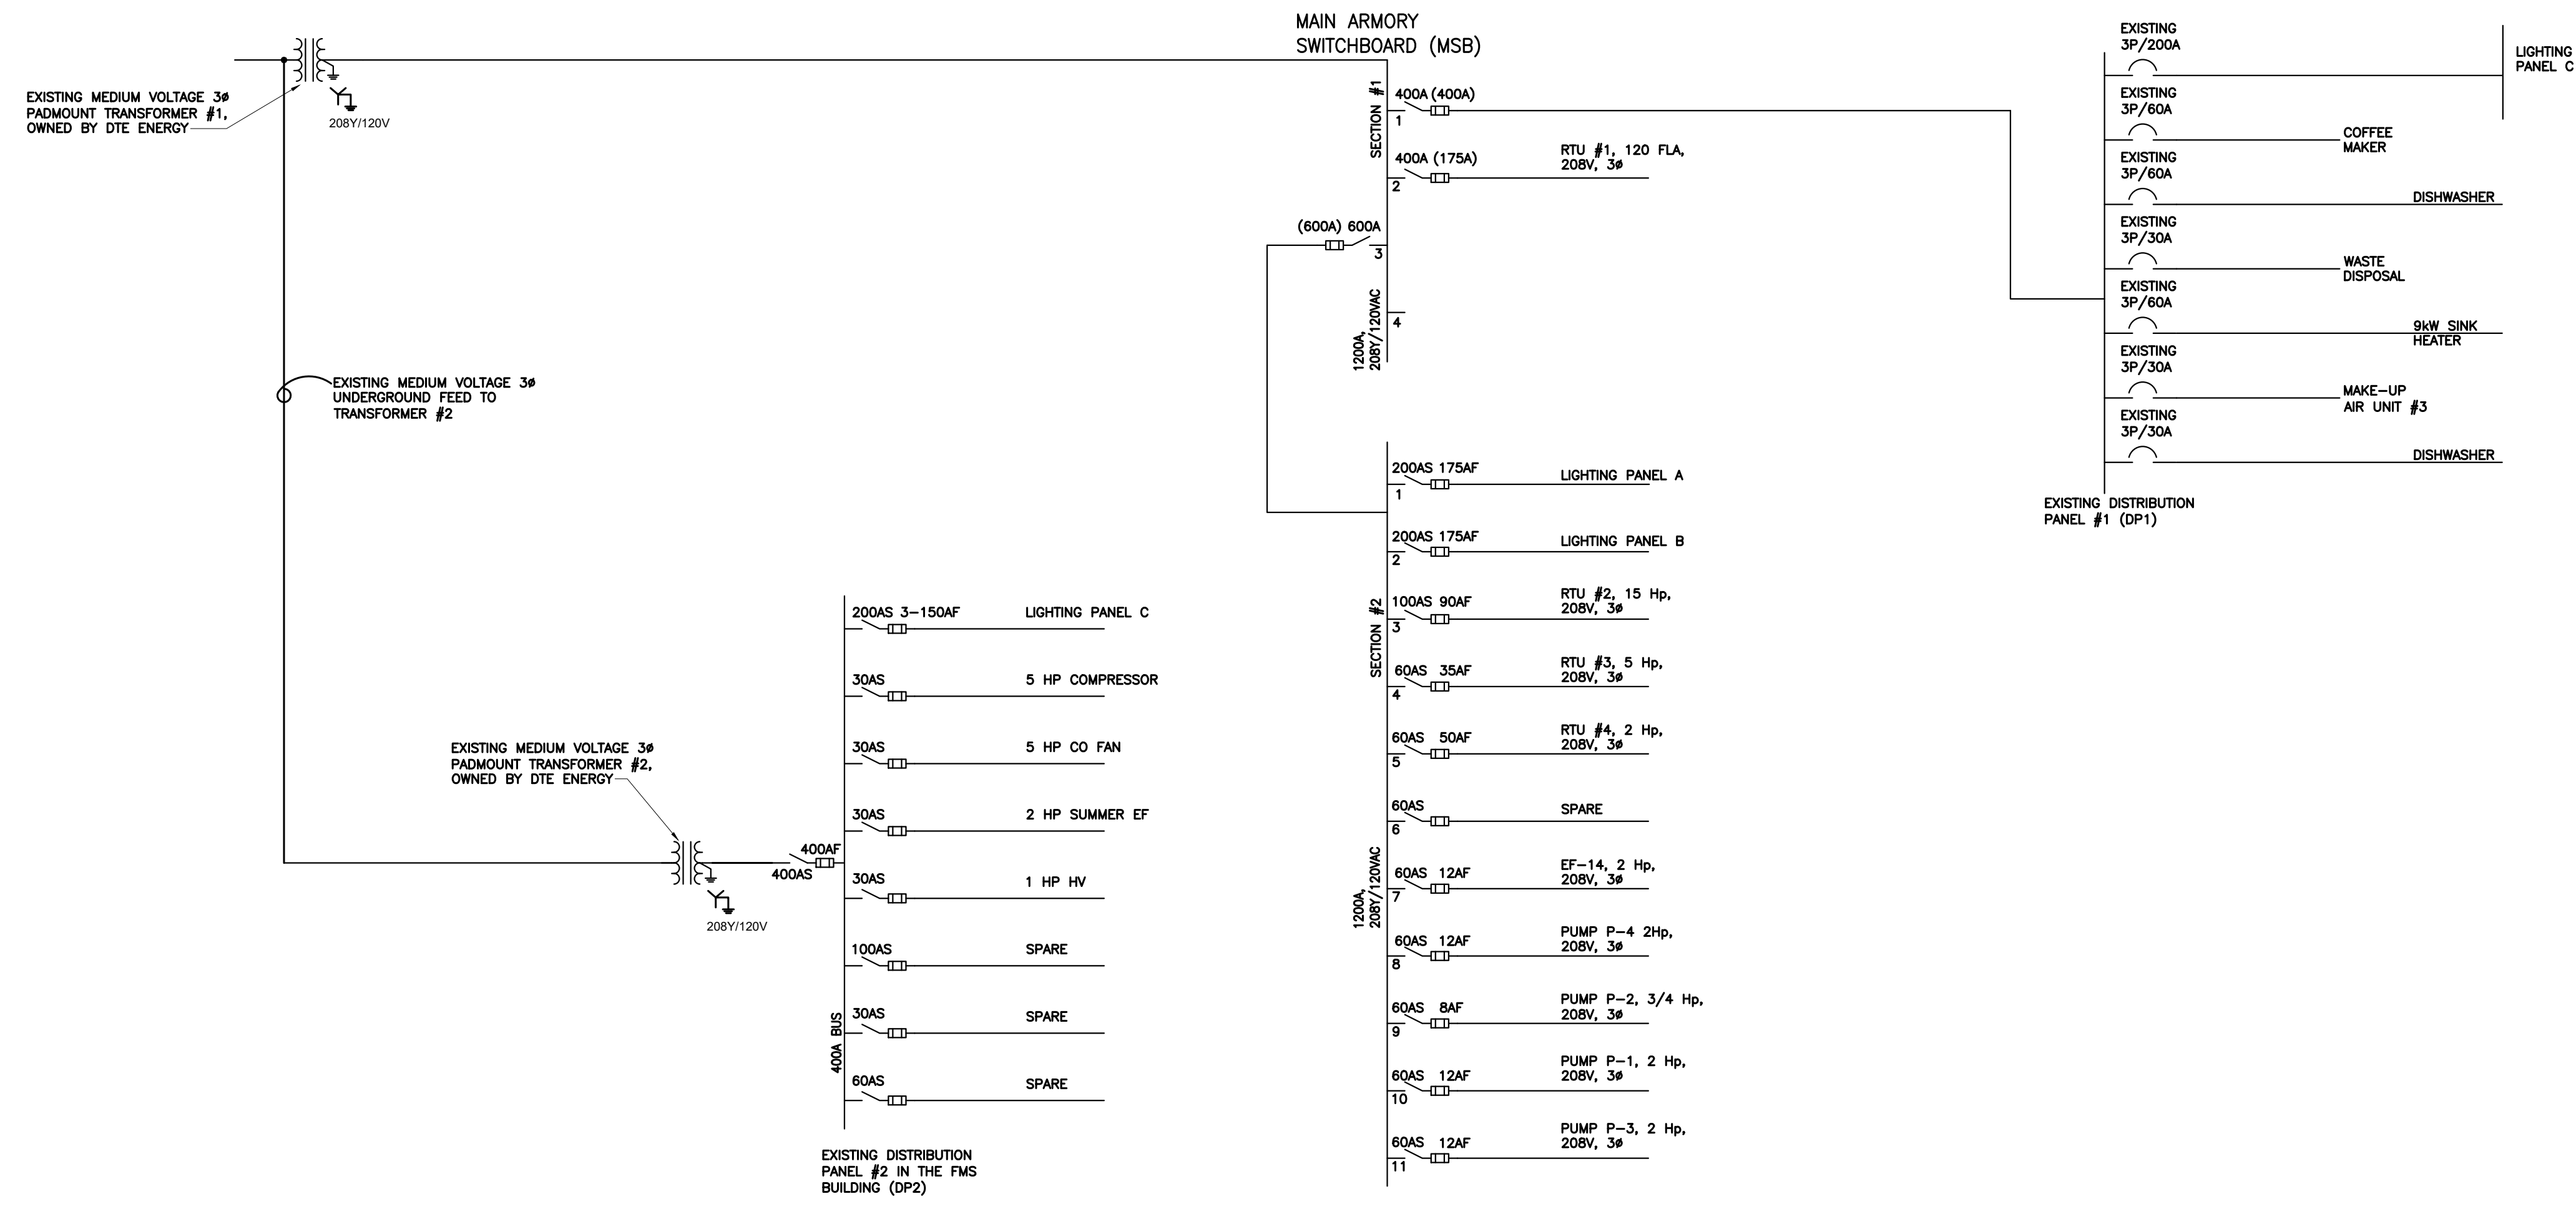 MAIN ARMORY
SWITCHBOARD (MSB)
EXISTING MEDIUM VOLTAGE 3ø
PADMOUNT TRANSFORMER #1,
OWNED BY DTE ENERGY
208Y/120V
EXISTING MEDIUM VOLTAGE 3ø
UNDERGROUND FEED TO
TRANSFORMER #2
EXISTING MEDIUM VOLTAGE 3ø
PADMOUNT TRANSFORMER #2,
OWNED BY DTE ENERGY
208Y/120V
400AF
400AS
200AS 3-150AF
LIGHTING PANEL C
30AS
5 HP COMPRESSOR
30AS
5 HP CO FAN
30AS
2 HP SUMMER EF
30AS
1 HP HV
100AS
SPARE
30AS
SPARE
60AS
SPARE
400A BUS
EXISTING DISTRIBUTION
PANEL #2 IN THE FMS
BUILDING (DP2)
SECTION #1
400A (400A)
1
400A (175A)
2
RTU #1, 120 FLA,
208V, 3ø
(600A) 600A
3
4
1200A,
208Y/120VAC
200AS 175AF
1
LIGHTING PANEL A
200AS 175AF
2
LIGHTING PANEL B
SECTION #2
100AS 90AF
3
RTU #2, 15 Hp,
208V, 3ø
60AS 35AF
4
RTU #3, 5 Hp,
208V, 3ø
60AS 50AF
5
RTU #4, 2 Hp,
208V, 3ø
60AS
6
SPARE
1200A,
208Y/120VAC
60AS 12AF
7
EF-14, 2 Hp,
208V, 3ø
60AS 12AF
8
PUMP P-4 2Hp,
208V, 3ø
60AS 8AF
9
PUMP P-2, 3/4 Hp,
208V, 3ø
60AS 12AF
10
PUMP P-1, 2 Hp,
208V, 3ø
60AS 12AF
11
PUMP P-3, 2 Hp,
208V, 3ø
EXISTING
3P/200A
LIGHTING
PANEL C
EXISTING
3P/60A
COFFEE
MAKER
EXISTING
3P/60A
DISHWASHER
EXISTING
3P/30A
WASTE
DISPOSAL
EXISTING
3P/60A
9kW SINK
HEATER
EXISTING
3P/30A
MAKE-UP
AIR UNIT #3
EXISTING
3P/30A
DISHWASHER
EXISTING DISTRIBUTION
PANEL #1 (DP1)